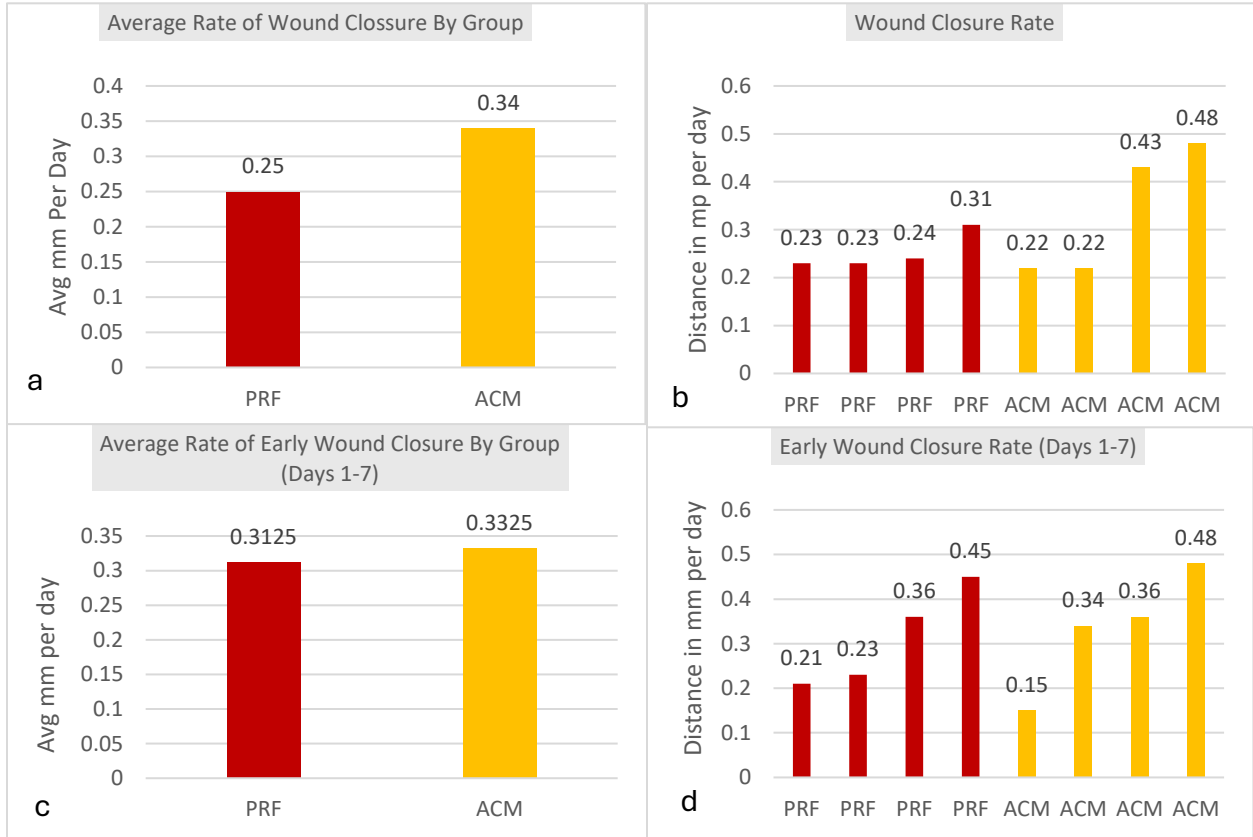 Average Rate of Wound Clossure By Group
Avg mm Per Day
0.4
0.35
0.3
0.25
0.2
0.15
0.1
0.05
0
0.25
0.34
PRF
ACM
a
Wound Closure Rate
Distance in mp per day
0.6
0.5
0.4
0.3
0.2
0.1
0
0.23
0.23
0.24
0.31
0.22
0.22
0.43
0.48
PRF PRF PRF PRF ACM ACM ACM ACM
b
Average Rate of Early Wound Closure By Group
(Days 1-7)
Avg mm per day
0.35
0.3
0.25
0.2
0.15
0.1
0.05
0
0.3125
0.3325
PRF
ACM
c
Early Wound Closure Rate (Days 1-7)
Distance in mm per day
0.6
0.5
0.4
0.3
0.2
0.1
0
0.21
0.23
0.36
0.45
0.15
0.34
0.36
0.48
PRF PRF PRF PRF ACM ACM ACM ACM
d